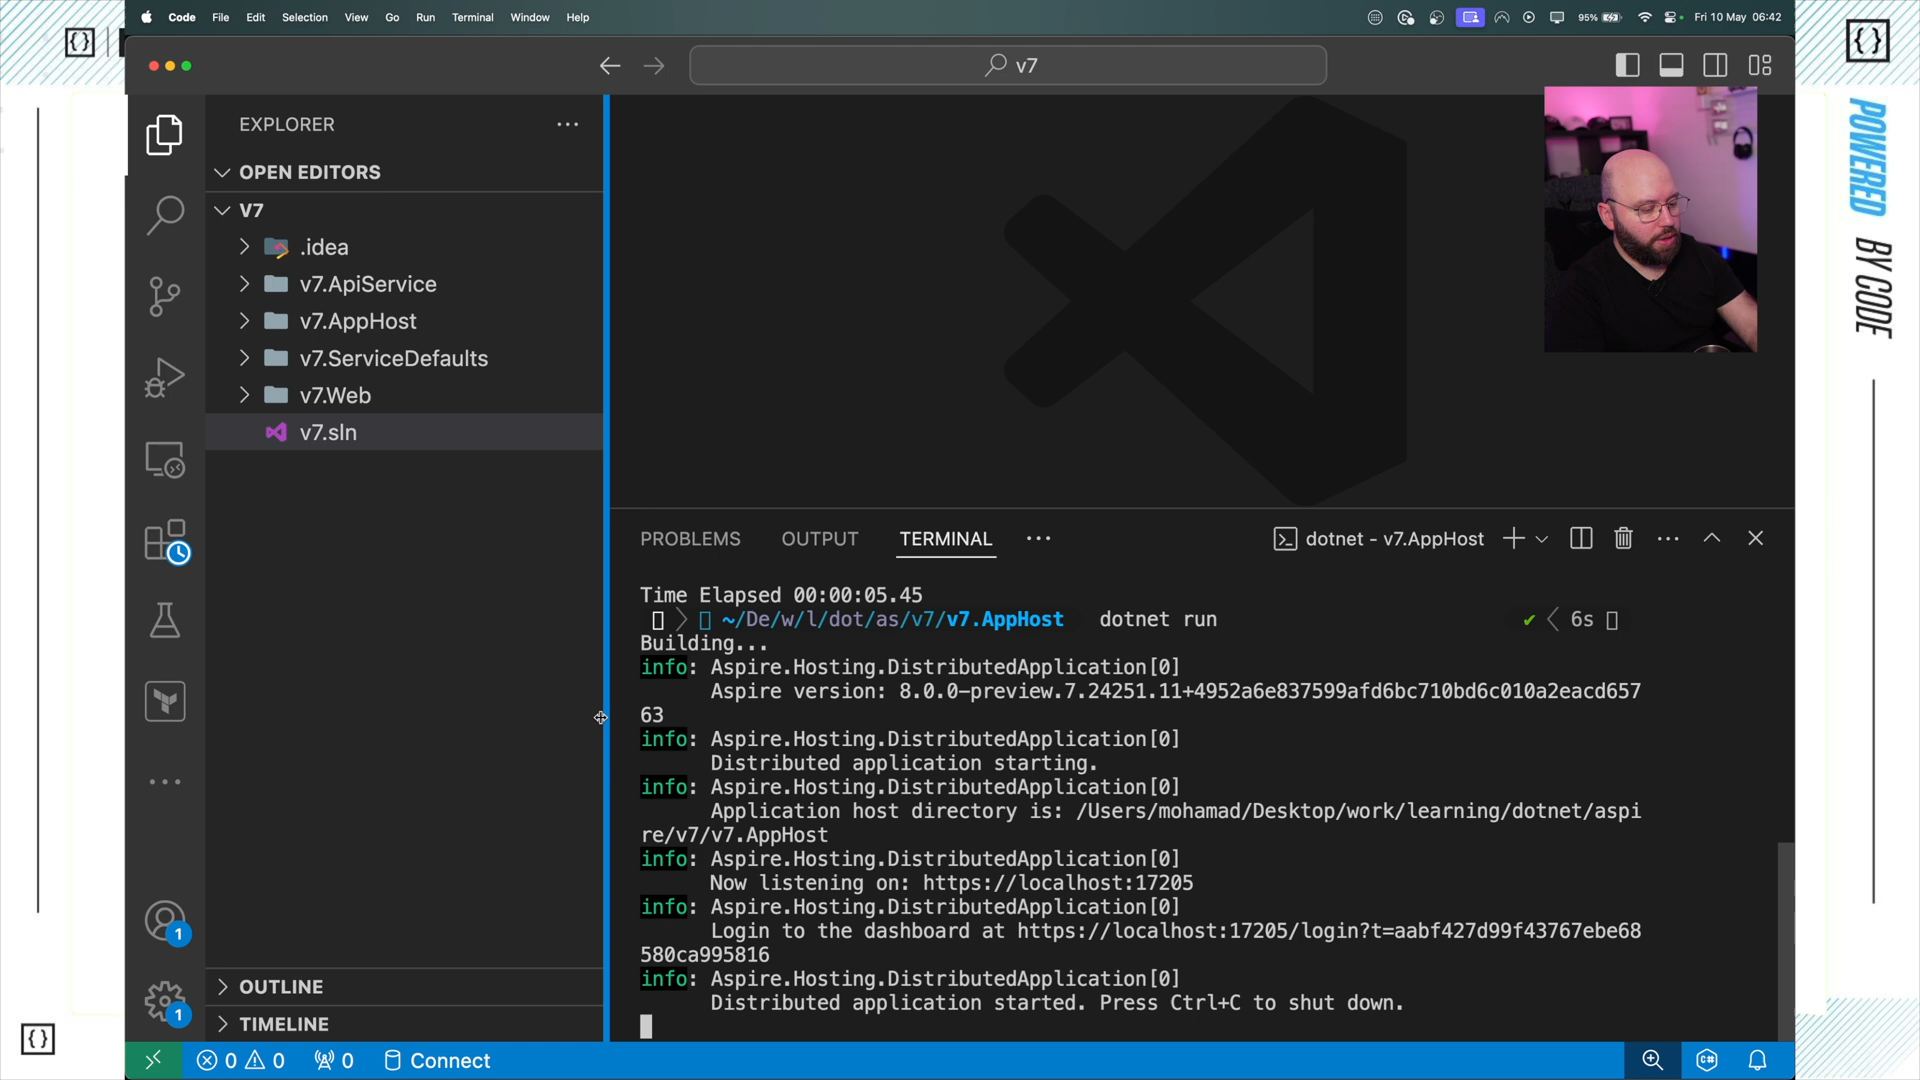 Code File Edit Selection View Go Run Terminal Window Help
95% Fri 10 May 06:42
v7
EXPLORER
OPEN EDITORS
V7
.idea
v7.ApiService
v7.AppHost
v7.ServiceDefaults
v7.Web
v7.sln
OUTLINE
TIMELINE
PROBLEMS OUTPUT TERMINAL
dotnet - v7.AppHost
Time Elapsed 00:00:05.45
~/De/w/l/dot/as/v7/v7.AppHost dotnet run 6s
Building...
info: Aspire.Hosting.DistributedApplication[0]
Aspire version: 8.0.0-preview.7.24251.11+4952a6e837599afd6bc710bd6c010a2eacd657
63
info: Aspire.Hosting.DistributedApplication[0]
Distributed application starting.
info: Aspire.Hosting.DistributedApplication[0]
Application host directory is: /Users/mohamad/Desktop/work/learning/dotnet/aspi
re/v7/v7.AppHost
info: Aspire.Hosting.DistributedApplication[0]
Now listening on: https://localhost:17205
info: Aspire.Hosting.DistributedApplication[0]
Login to the dashboard at https://localhost:17205/login?t=aabf427d99f43767ebe68
580ca995816
info: Aspire.Hosting.DistributedApplication[0]
Distributed application started. Press Ctrl+C to shut down.
1
1
0 0 0 Connect
C#
POWERED BY CODE